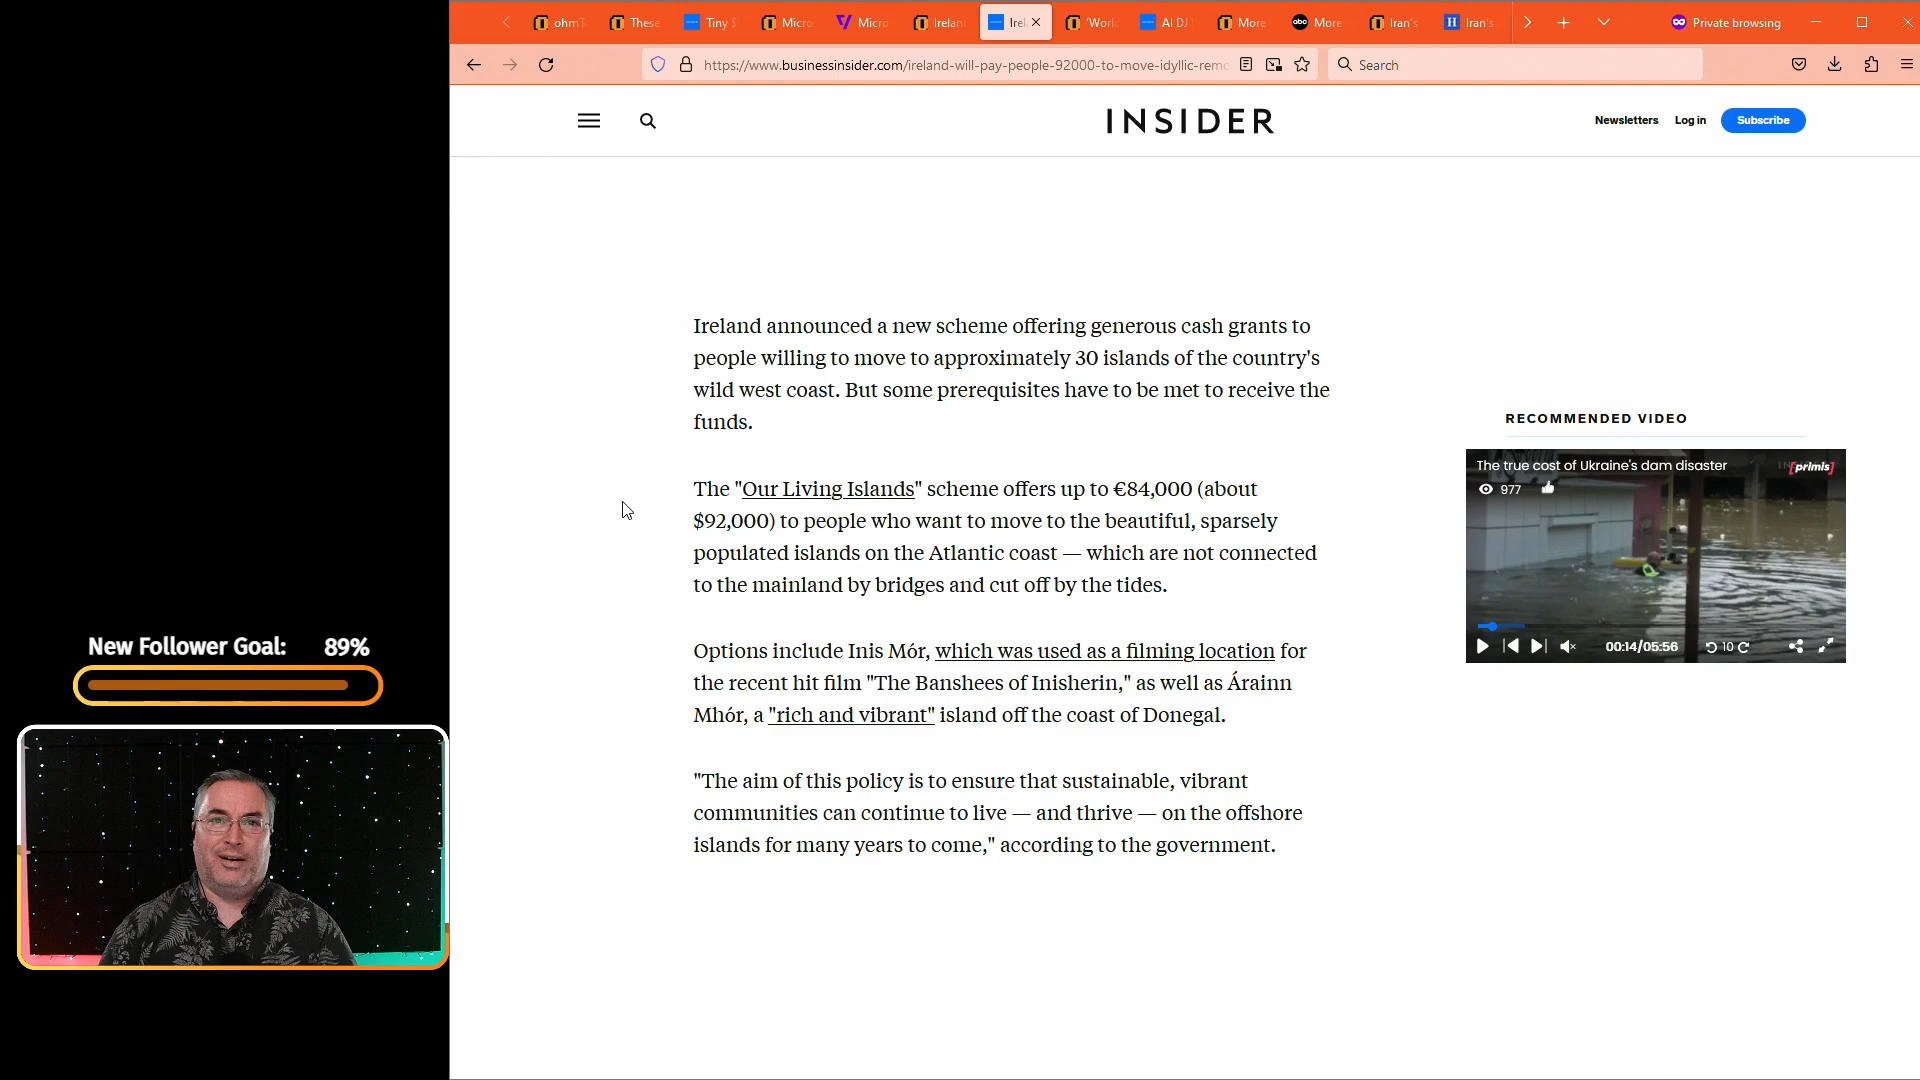 ohmT
These
Tiny $
Micro
Micro
Irelan
Irel
'Worl
AI DJ
More
abc
More
Iran's
H
Iran's
Private browsing
https://www.businessinsider.com/ireland-will-pay-people-92000-to-move-idyllic-remo
Search
INSIDER
Newsletters
Log in
Subscribe
Ireland announced a new scheme offering generous cash grants to
people willing to move to approximately 30 islands of the country's
wild west coast. But some prerequisites have to be met to receive the
funds.
The "Our Living Islands" scheme offers up to €84,000 (about
$92,000) to people who want to move to the beautiful, sparsely
populated islands on the Atlantic coast — which are not connected
to the mainland by bridges and cut off by the tides.
Options include Inis Mór, which was used as a filming location for
the recent hit film "The Banshees of Inisherin," as well as Árainn
Mhór, a "rich and vibrant" island off the coast of Donegal.
"The aim of this policy is to ensure that sustainable, vibrant
communities can continue to live — and thrive — on the offshore
islands for many years to come," according to the government.
RECOMMENDED VIDEO
The true cost of Ukraine's dam disaster
[primis]
977
00:14/05:56
10
New Follower Goal: 89%